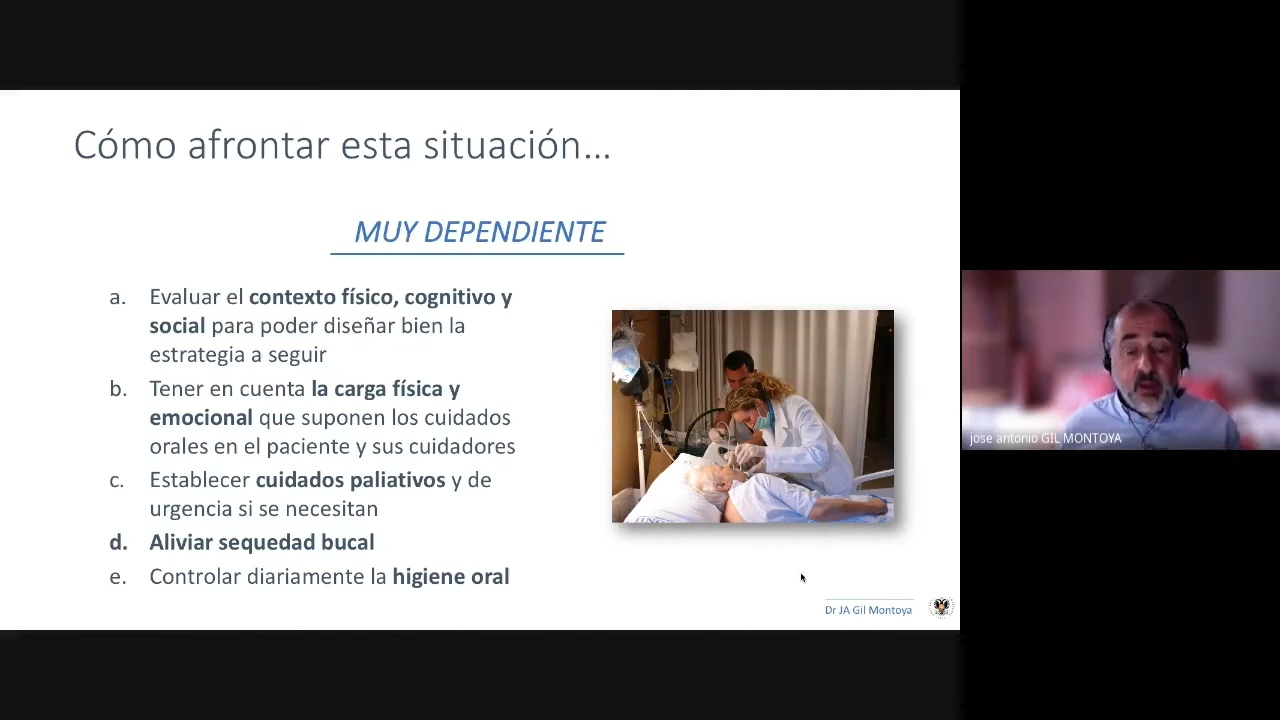 Cómo afrontar esta situación...
MUY DEPENDIENTE
a. Evaluar el contexto físico, cognitivo y
social para poder diseñar bien la
estrategia a seguir
b. Tener en cuenta la carga física y
emocional que suponen los cuidados
orales en el paciente y sus cuidadores
c. Establecer cuidados paliativos y de
urgencia si se necesitan
d. Aliviar sequedad bucal
e. Controlar diariamente la higiene oral
Dr JA Gil Montoya
jose antonio GIL MONTOYA